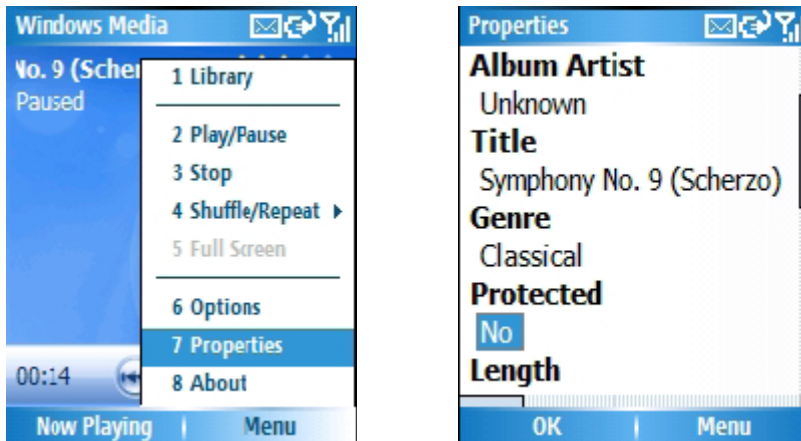 Windows Media
No. 9 (Scher
Paused
1 Library
2 Play/Pause
3 Stop
4 Shuffle/Repeat
5 Full Screen
6 Options
7 Properties
8 About
00:14
Now Playing
Menu
Properties
Album Artist
Unknown
Title
Symphony No. 9 (Scherzo)
Genre
Classical
Protected
No
Length
OK
Menu